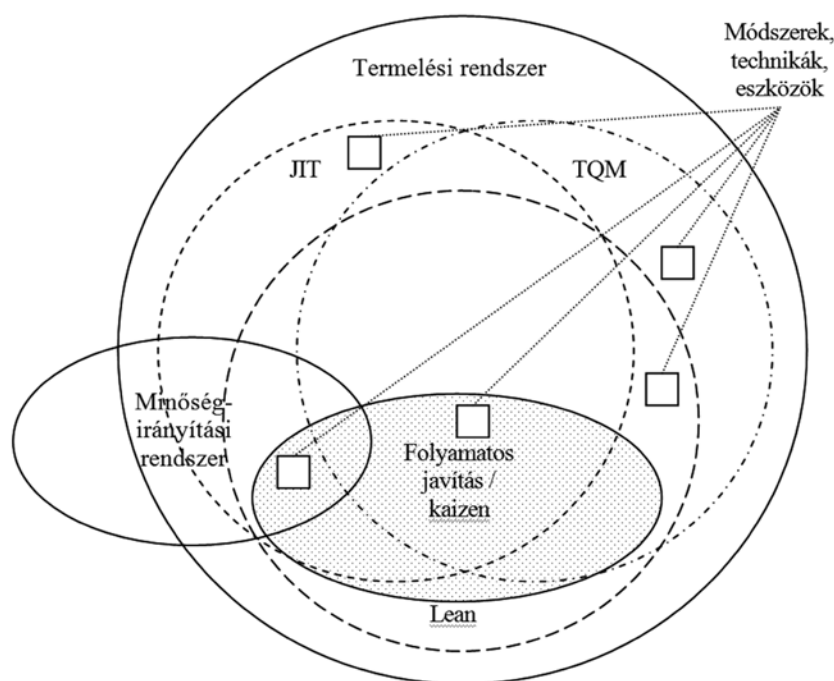 Módszerek,
technikák,
eszközök
Termelési rendszer
JIT
TQM
Minőség-
irányítási
rendszer
Folyamatos
javítás /
kaizen
Lean